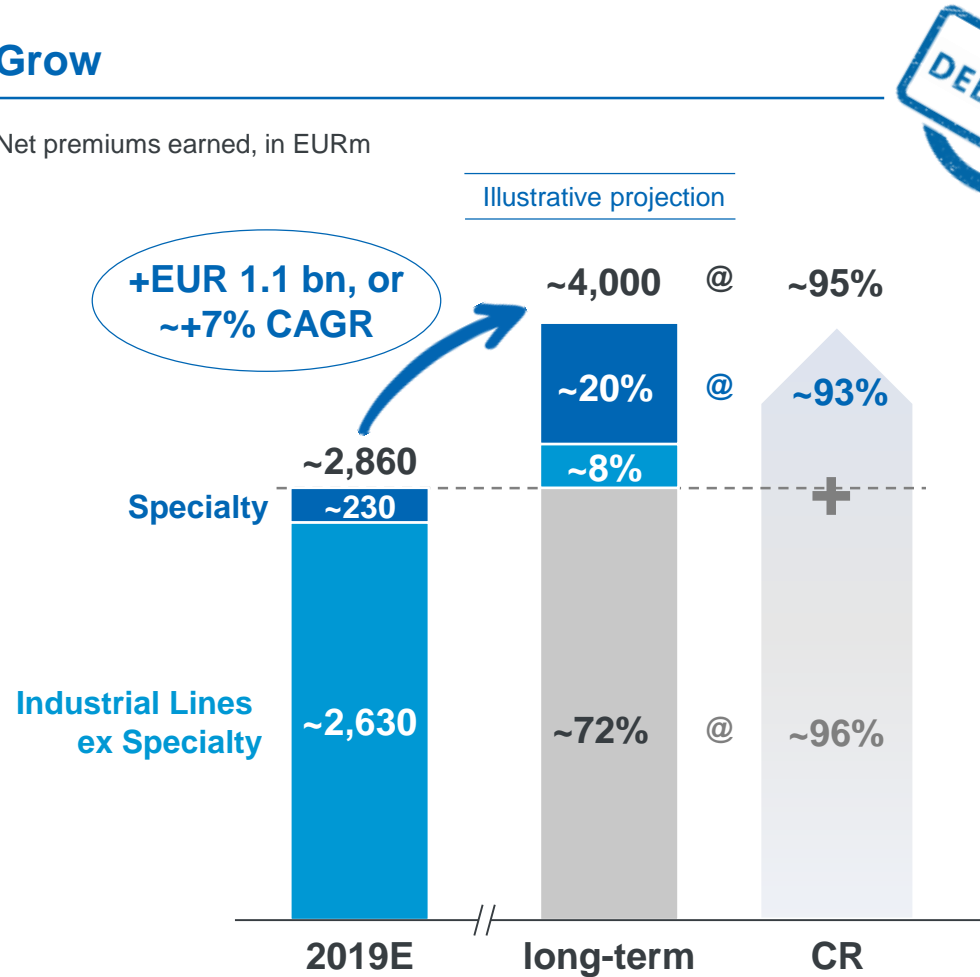 Grow
Net premiums earned, in EURm
Illustrative projection
+EUR 1.1 bn, or
~+7% CAGR
~4,000 @ ~95%
~20% @ ~93%
~2,860
~8%
Specialty ~230
+
Industrial Lines
ex Specialty
~2,630 ~72% @ ~96%
2019E long-term CR